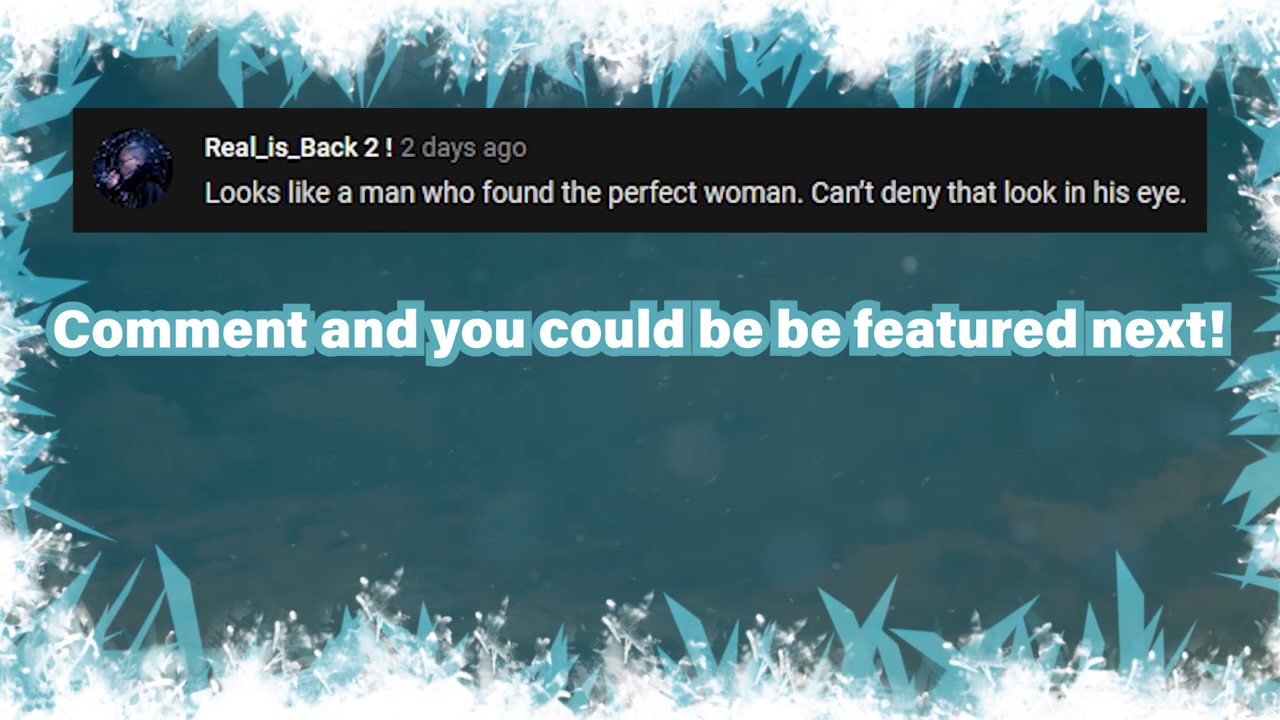 Real_is_Back 2 ! 2 days ago
Looks like a man who found the perfect woman. Can't deny that look in his eye.
Comment and you could be be featured next!